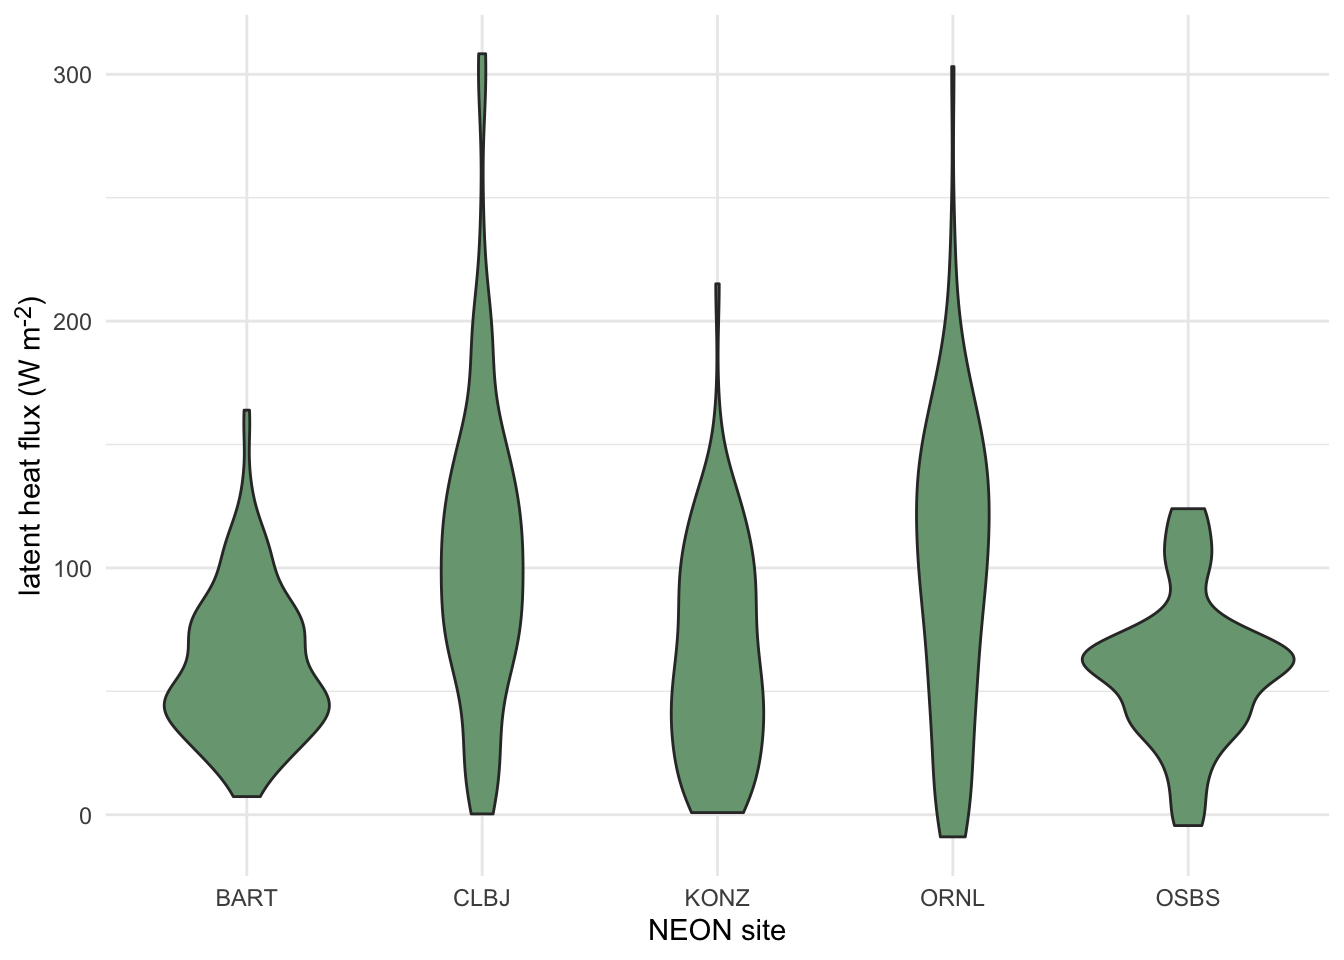 latent heat flux (W m⁻²)
300
200
100
0
BART CLBJ KONZ ORNL OSBS
NEON site